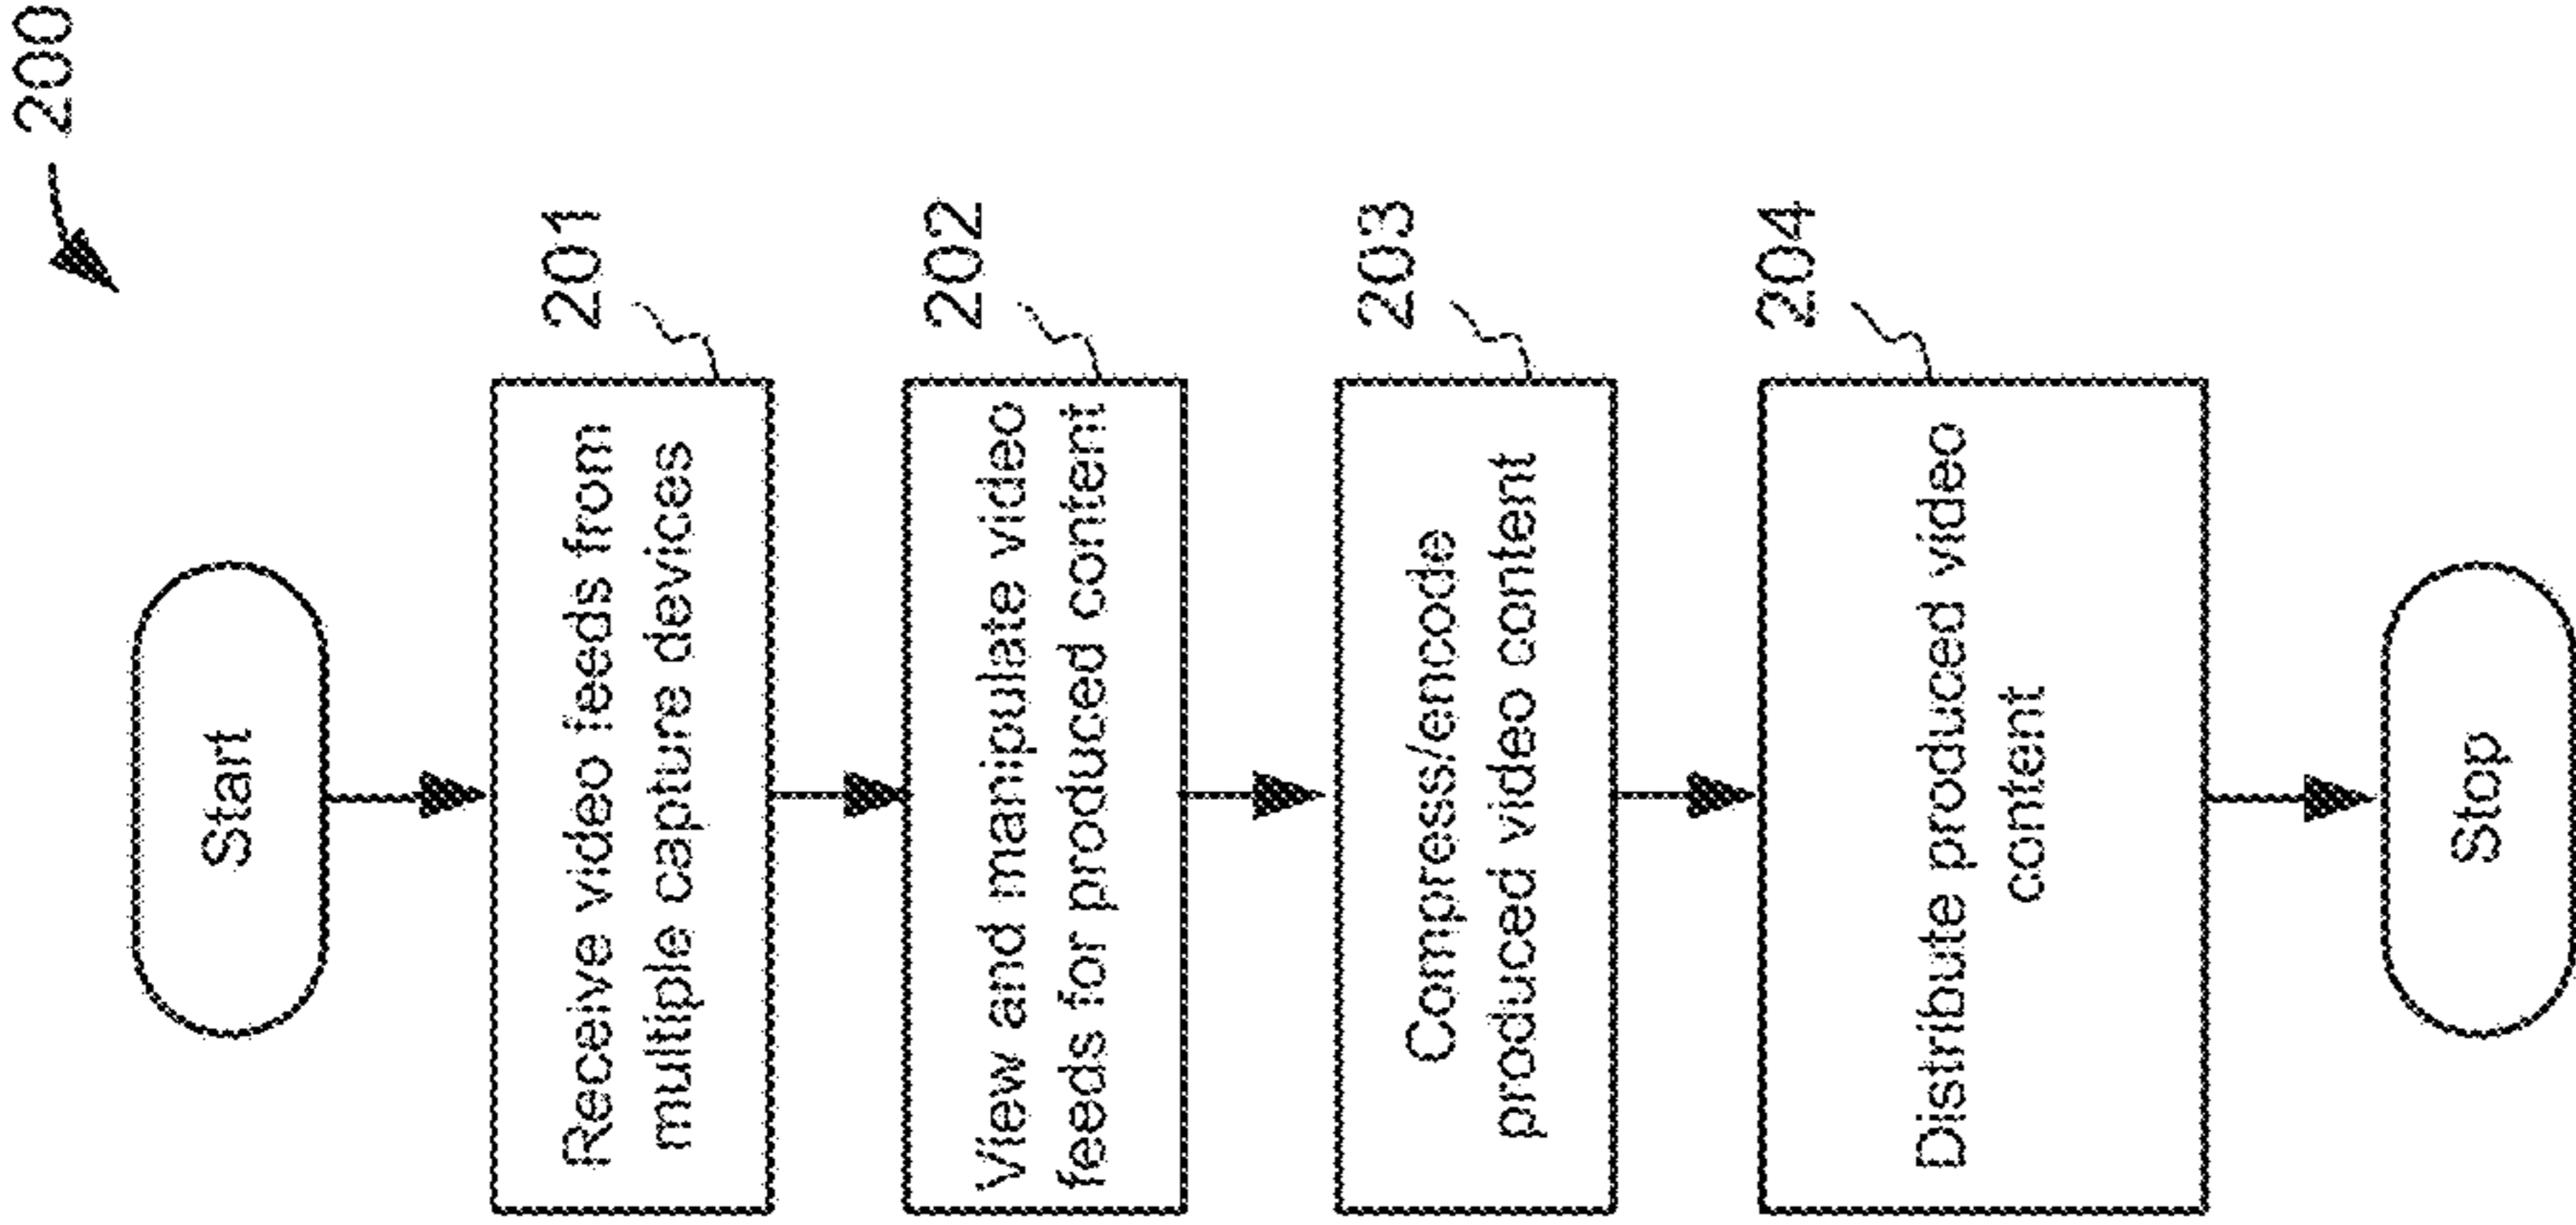 200
Start
Receive video feeds from
multiple capture devices
201
View and manipulate video
feeds for produced content
202
Compress/encode
produced video content
203
Distribute produced video
content
204
Stop